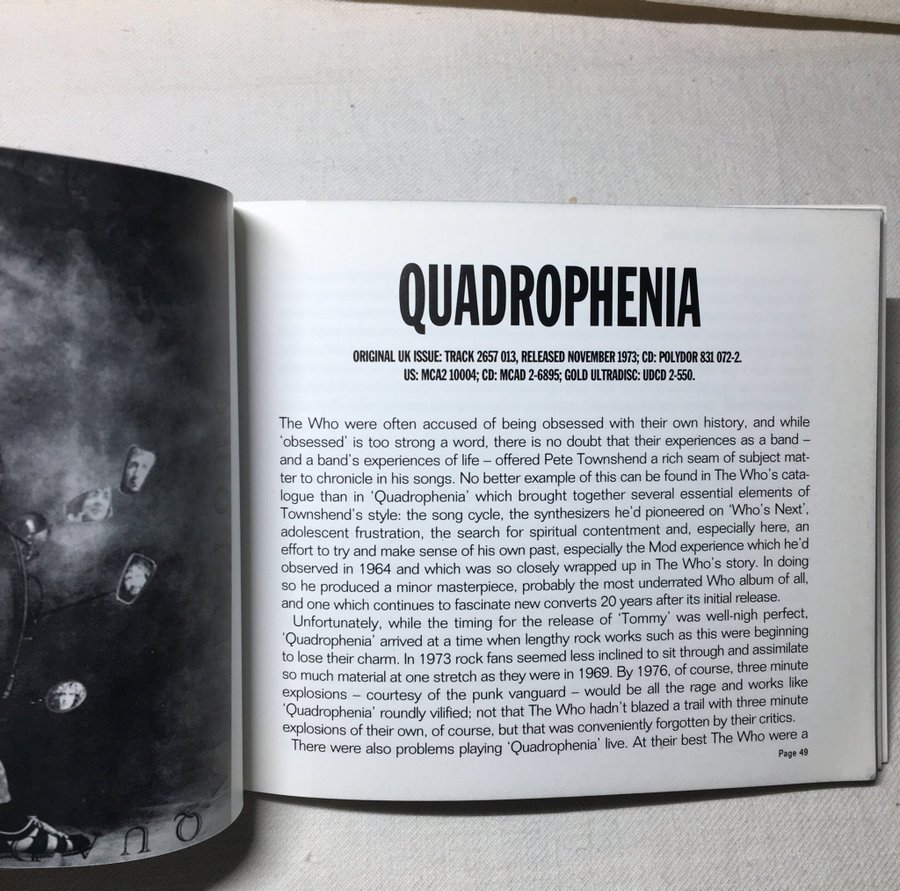 QUADROPHENIA
ORIGINAL UK ISSUE: TRACK 2657 013, RELEASED NOVEMBER 1973; CD: POLYDOR 831 072-2.
US: MCA2 10004; CD: MCAD 2-6895; GOLD ULTRADISC: UDCD 2-550.
The Who were often accused of being obsessed with their own history, and while
‘obsessed’ is too strong a word, there is no doubt that their experiences as a band –
and a band’s experiences of life – offered Pete Townshend a rich seam of subject mat-
ter to chronicle in his songs. No better example of this can be found in The Who’s cata-
logue than in ‘Quadrophenia’ which brought together several essential elements of
Townshend’s style: the song cycle, the synthesizers he’d pioneered on ‘Who’s Next’,
adolescent frustration, the search for spiritual contentment and, especially here, an
effort to try and make sense of his own past, especially the Mod experience which he’d
observed in 1964 and which was so closely wrapped up in The Who’s story. In doing
so he produced a minor masterpiece, probably the most underrated Who album of all,
and one which continues to fascinate new converts 20 years after its initial release.
Unfortunately, while the timing for the release of ‘Tommy’ was well-nigh perfect,
‘Quadrophenia’ arrived at a time when lengthy rock works such as this were beginning
to lose their charm. In 1973 rock fans seemed less inclined to sit through and assimilate
so much material at one stretch as they were in 1969. By 1976, of course, three minute
explosions – courtesy of the punk vanguard – would be all the rage and works like
‘Quadrophenia’ roundly vilified; not that The Who hadn’t blazed a trail with three minute
explosions of their own, of course, but that was conveniently forgotten by their critics.
There were also problems playing ‘Quadrophenia’ live. At their best The Who were a
Page 49